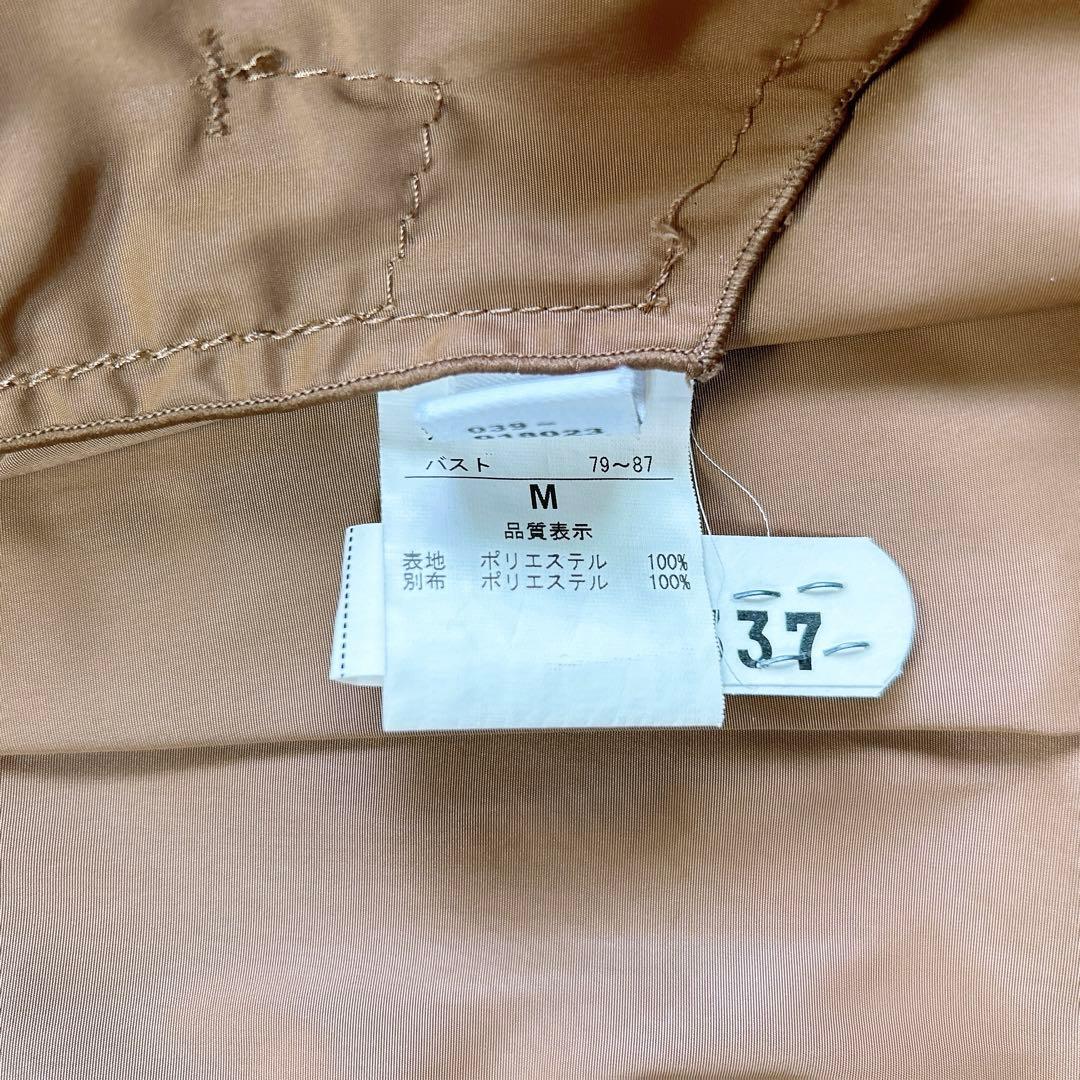 039-
018023
バスト 79～87
M
品質表示
表地 ポリエステル 100%
別布 ポリエステル 100%
37